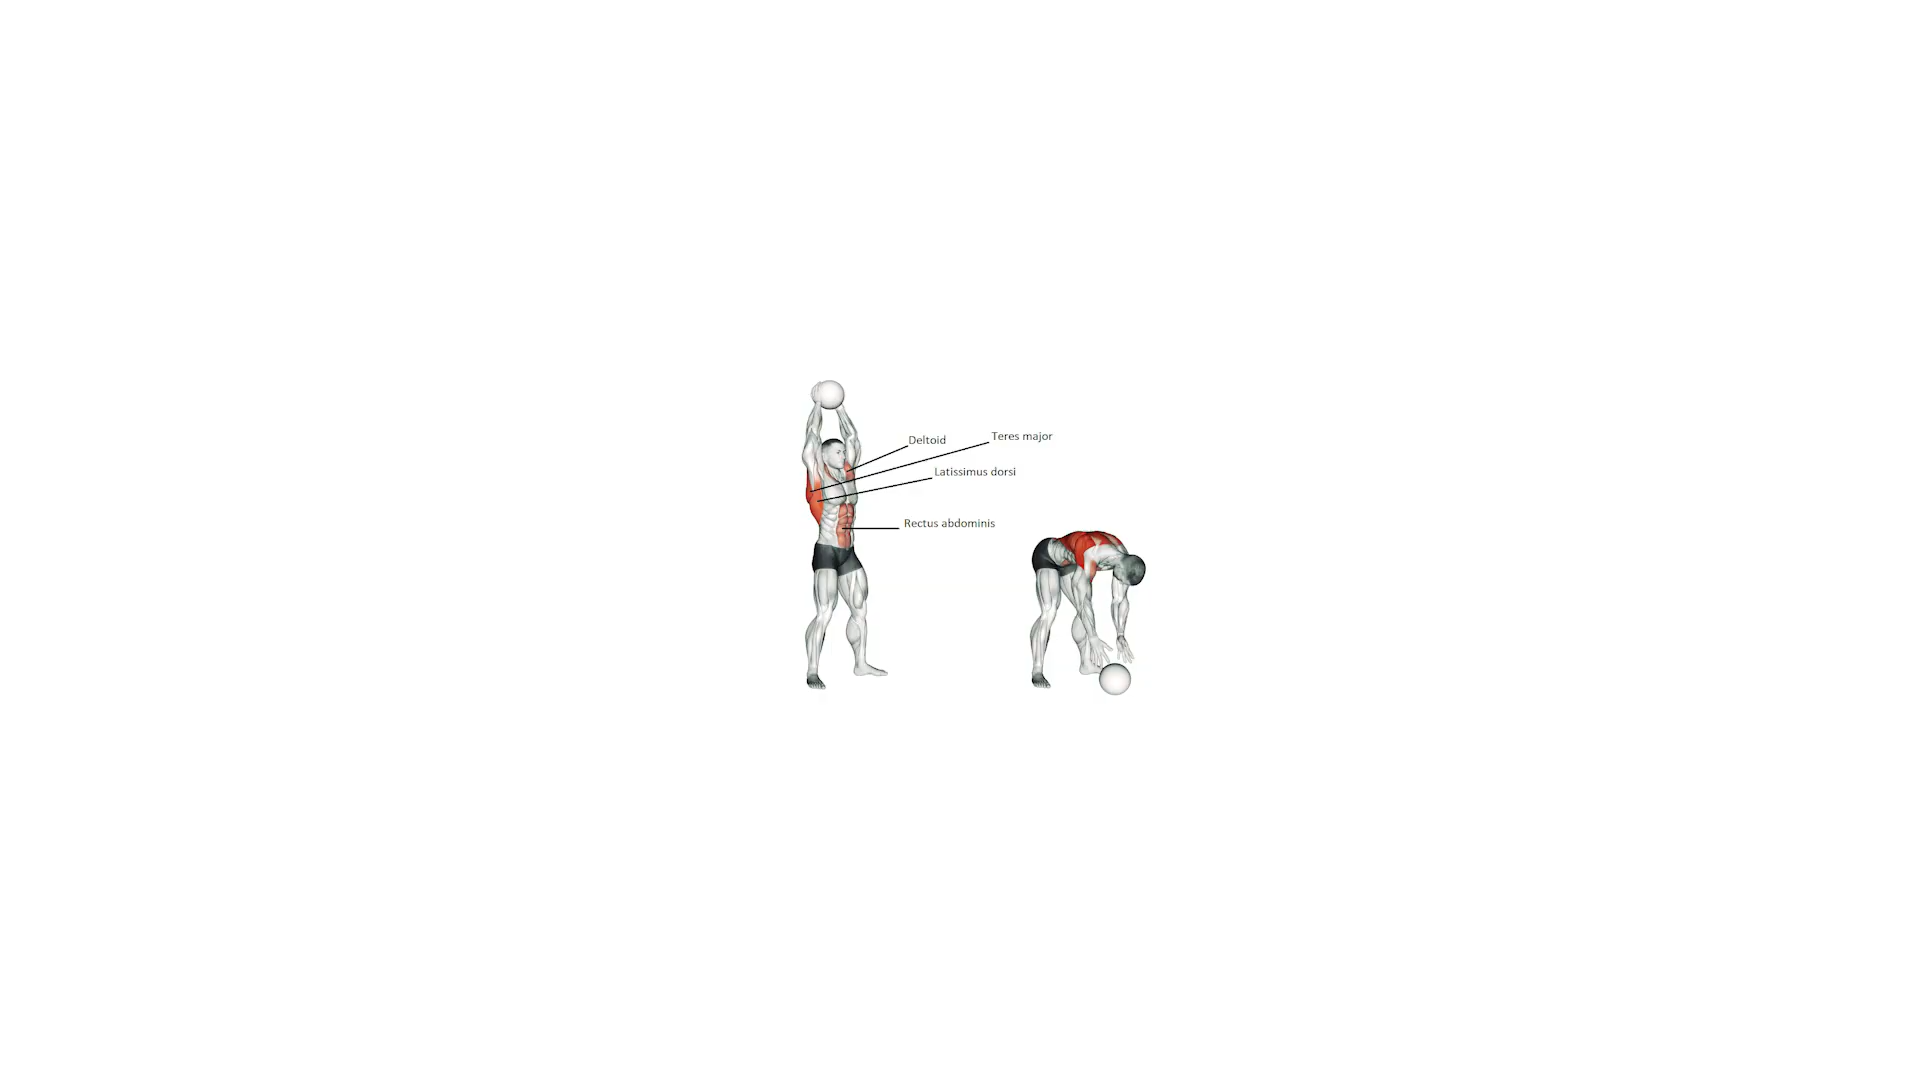 Deltoid
Teres major
Latissimus dorsi
Rectus abdominis